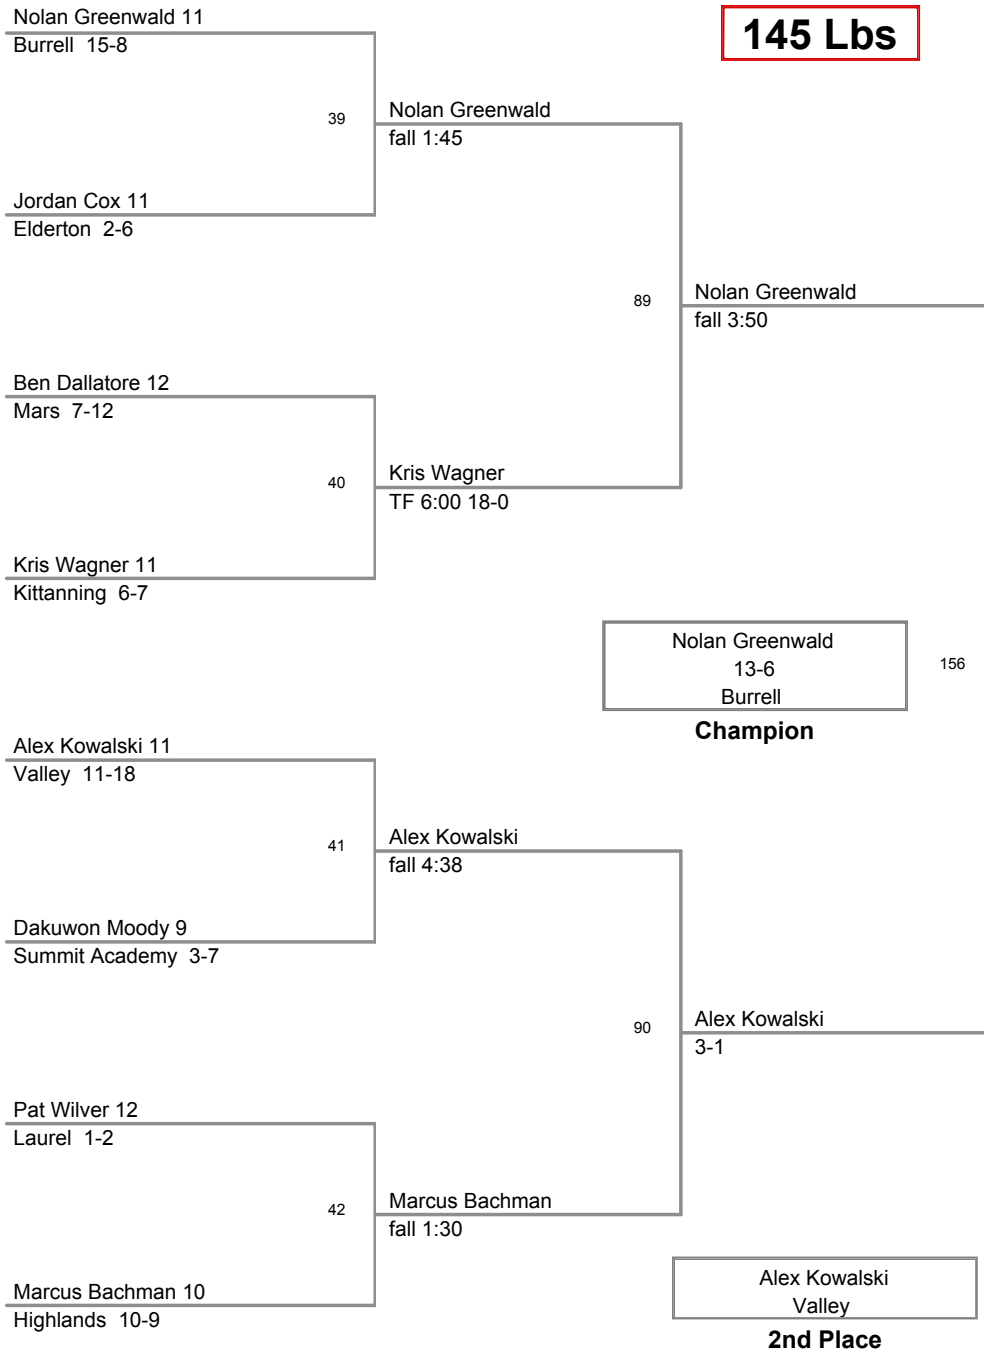 Nolan Greenwald 11
Burrell 15-8
145 Lbs
39
Nolan Greenwald
fall 1:45
Jordan Cox 11
Elderton 2-6
89
Nolan Greenwald
fall 3:50
Ben Dallatore 12
Mars 7-12
40
Kris Wagner
TF 6:00 18-0
Kris Wagner 11
Kittanning 6-7
Nolan Greenwald
13-6
Burrell
156
Champion
Alex Kowalski 11
Valley 11-18
41
Alex Kowalski
fall 4:38
Dakuwon Moody 9
Summit Academy 3-7
90
Alex Kowalski
3-1
Pat Wilver 12
Laurel 1-2
42
Marcus Bachman
fall 1:30
Marcus Bachman 10
Highlands 10-9
Alex Kowalski
Valley
2nd Place